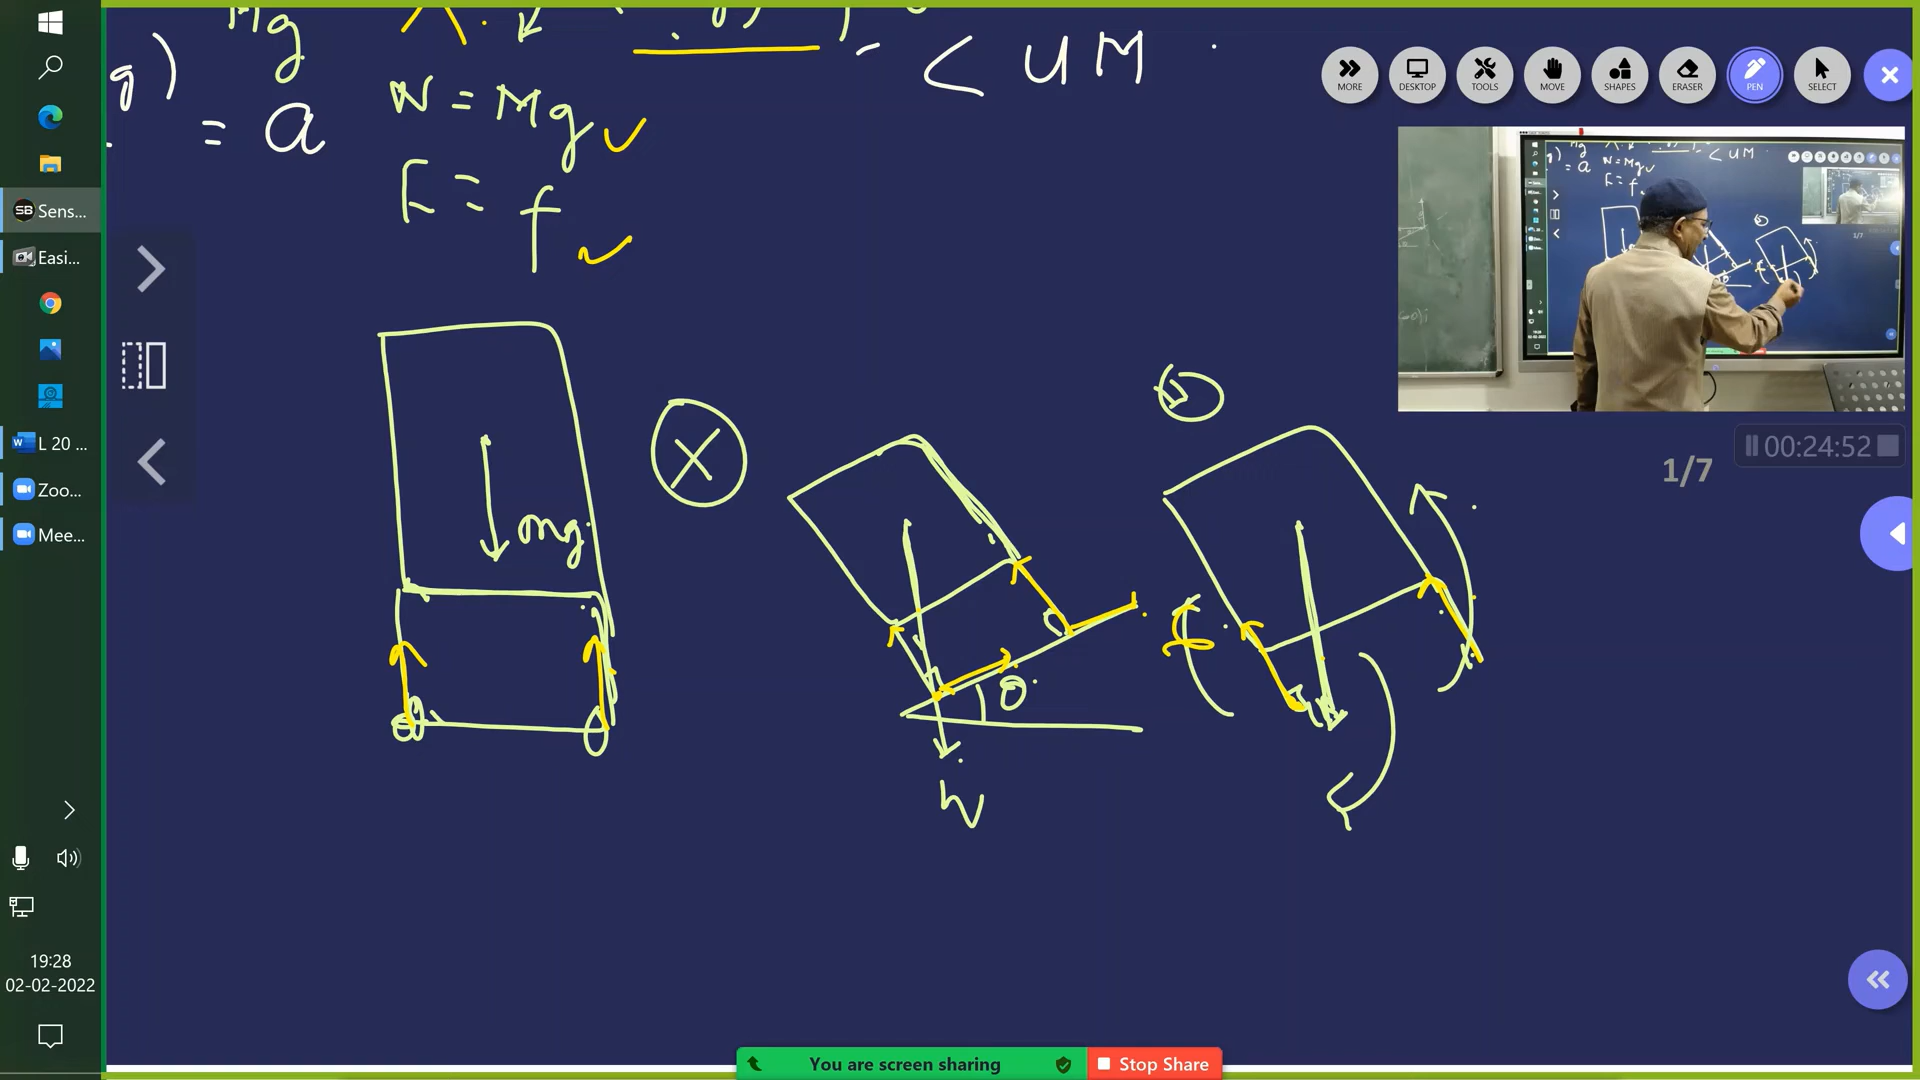 Mg
g)
= a
N = Mg
F = f
< UM
mg
θ
W
f
MORE
DESKTOP
TOOLS
MOVE
SHAPES
ERASER
PEN
SELECT
00:24:52
1/7
Sens...
Easi...
L 20 ...
Zoo...
Mee...
19:28
02-02-2022
You are screen sharing
Stop Share